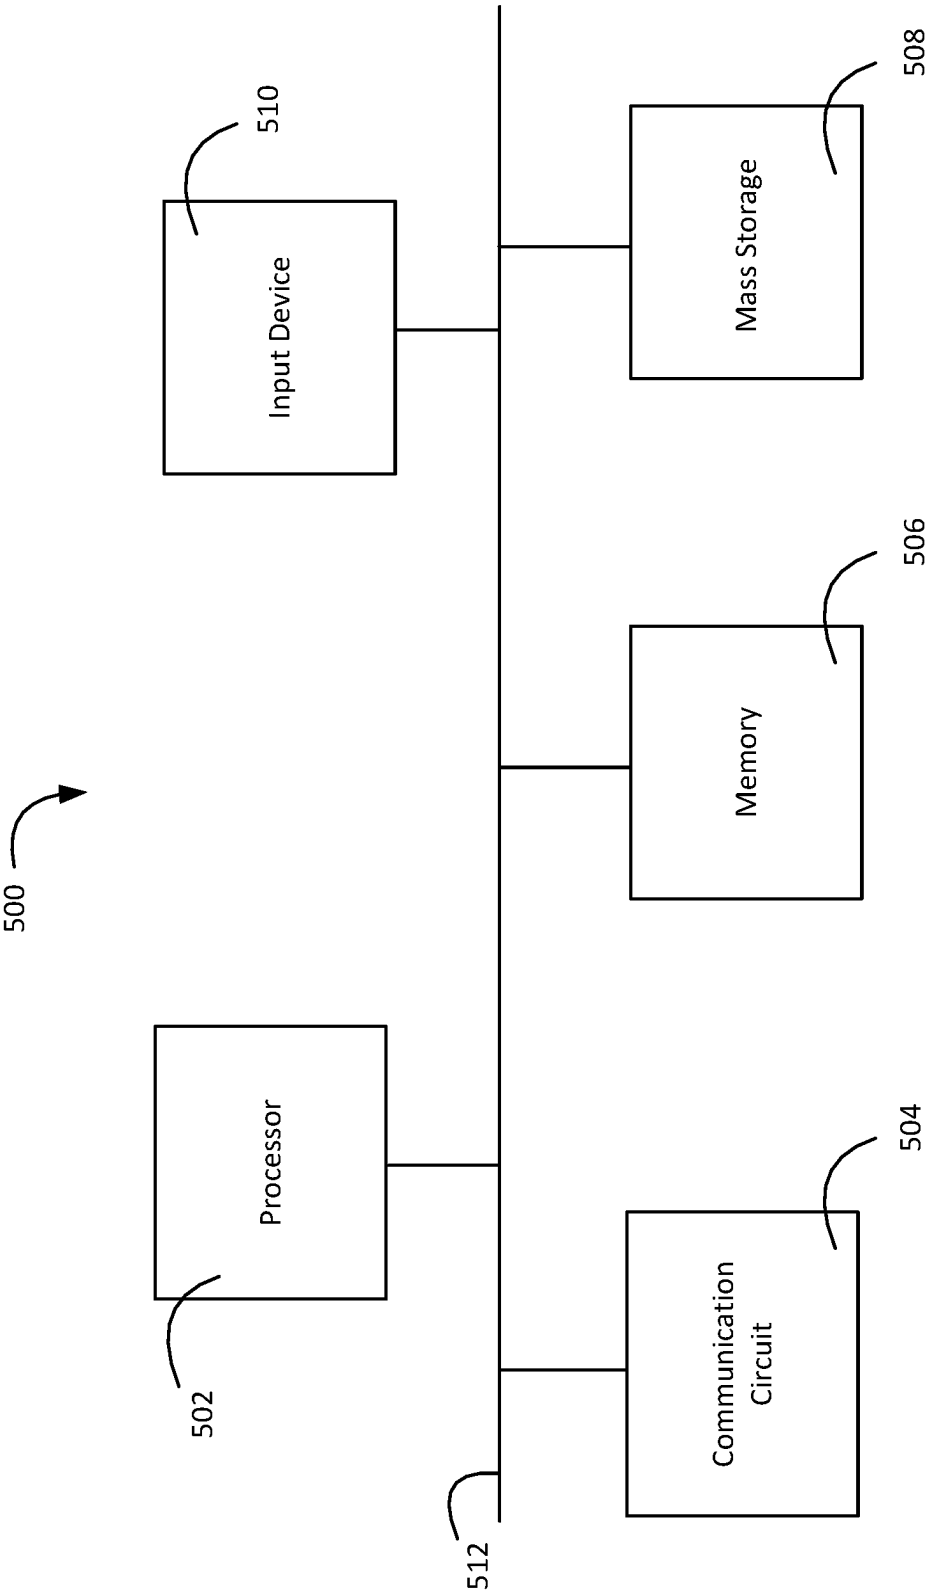 500
502
Processor
510
Input Device
512
Communication
Circuit
504
Memory
506
Mass Storage
508